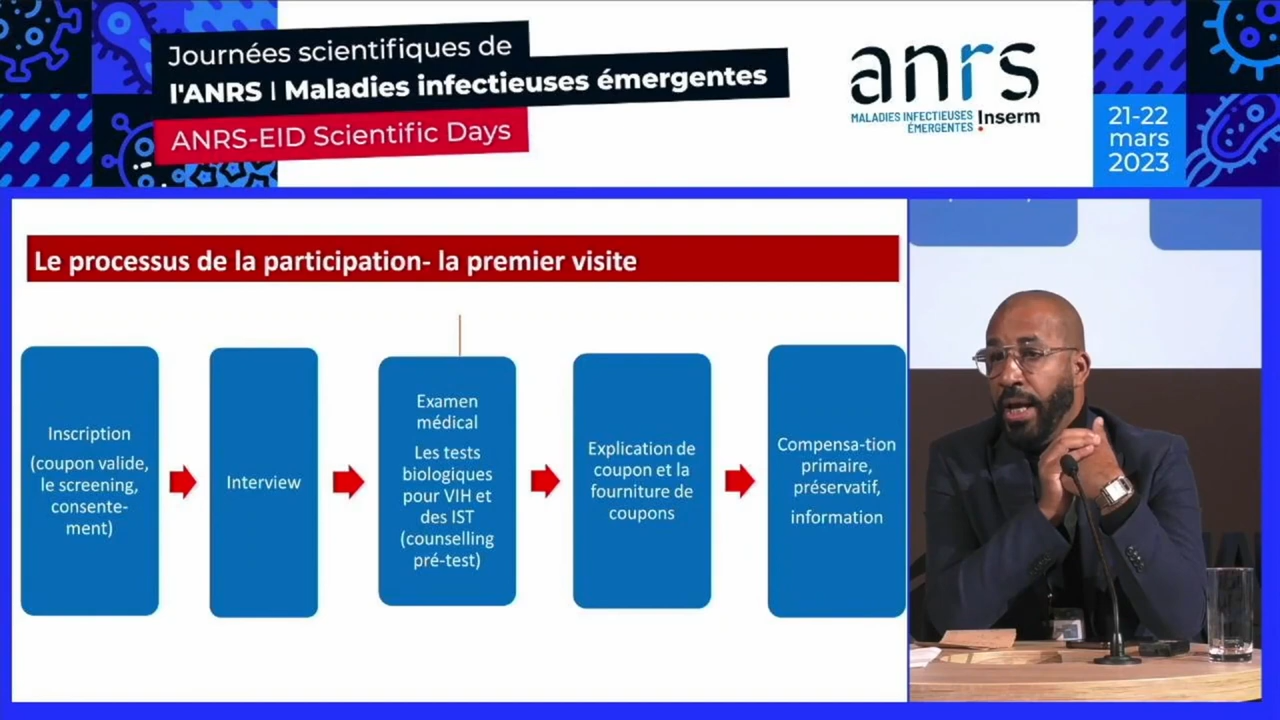 Journées scientifiques de
l'ANRS | Maladies infectieuses émergentes
ANRS-EID Scientific Days
anrs
MALADIES INFECTIEUSES
ÉMERGENTES
Inserm
21-22
mars
2023
Le processus de la participation- la premier visite
Inscription
(coupon valide,
le screening,
consente-
ment)
Interview
Examen
médical
Les tests
biologiques
pour VIH et
des IST
(counselling
pré-test)
Explication de
coupon et la
fourniture de
coupons
Compensa-tion
primaire,
préservatif,
information